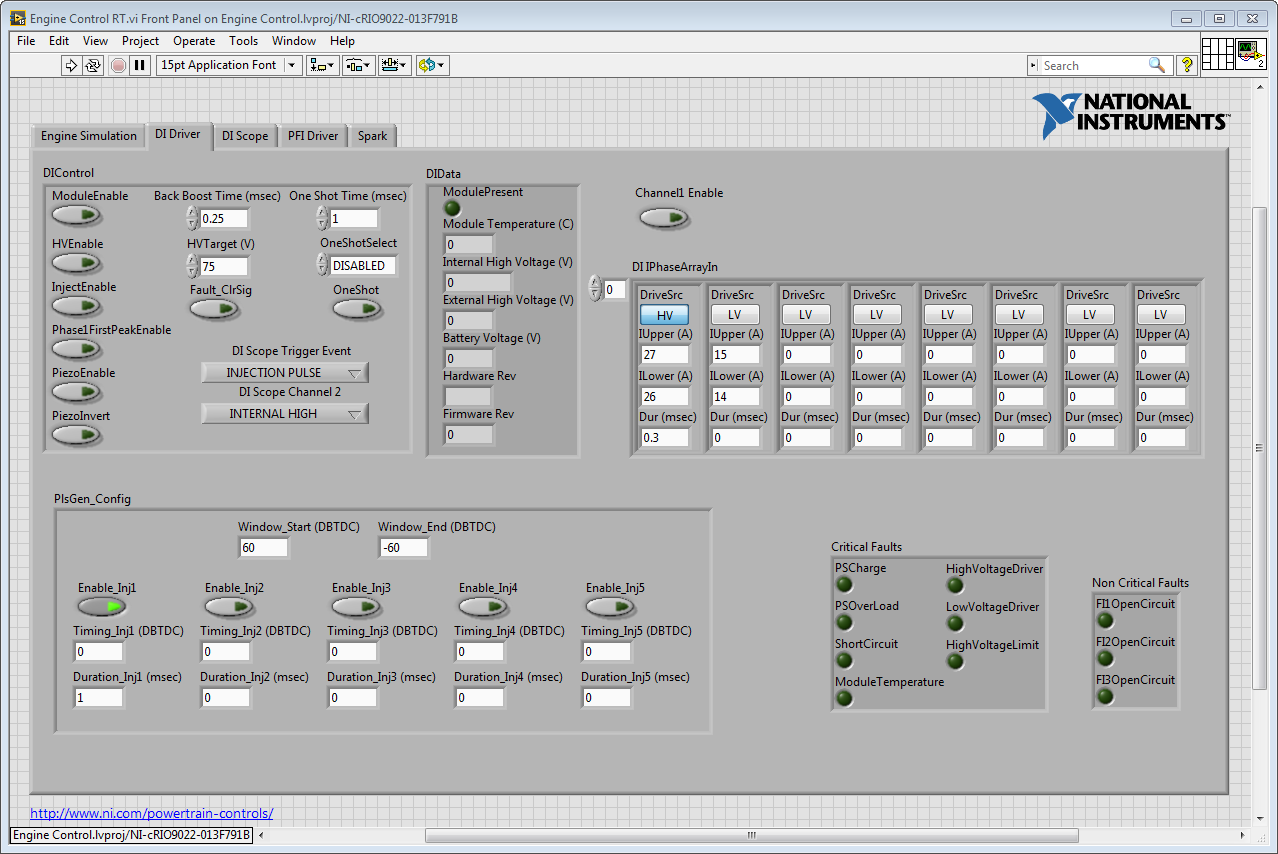 Engine Control RT.vi Front Panel on Engine Control.lvproj/NI-cRIO9022-013F791B
File Edit View Project Operate Tools Window Help
15pt Application Font Search ? 2
NATIONAL INSTRUMENTS™
Engine Simulation DI Driver DI Scope PFI Driver Spark
DIControl
ModuleEnable Back Boost Time (msec) One Shot Time (msec)
0.25 1
HVEnable HVTarget (V) OneShotSelect
75 DISABLED
InjectEnable Fault_ClrSig OneShot
Phase1FirstPeakEnable
DI Scope Trigger Event
PiezoEnable INJECTION PULSE
DI Scope Channel 2
PiezoInvert INTERNAL HIGH
DIData
ModulePresent
Module Temperature (C)
0
Internal High Voltage (V)
0
External High Voltage (V)
0
Battery Voltage (V)
0
Hardware Rev
Firmware Rev
0
Channel1 Enable
DI IPhaseArrayIn
0
DriveSrc DriveSrc DriveSrc DriveSrc DriveSrc DriveSrc DriveSrc DriveSrc
HV LV LV LV LV LV LV LV
IUpper (A) IUpper (A) IUpper (A) IUpper (A) IUpper (A) IUpper (A) IUpper (A) IUpper (A)
27 15 0 0 0 0 0 0
ILower (A) ILower (A) ILower (A) ILower (A) ILower (A) ILower (A) ILower (A) ILower (A)
26 14 0 0 0 0 0 0
Dur (msec) Dur (msec) Dur (msec) Dur (msec) Dur (msec) Dur (msec) Dur (msec) Dur (msec)
0.3 0 0 0 0 0 0 0
PlsGen_Config
Window_Start (DBTDC) Window_End (DBTDC)
60 -60
Enable_Inj1 Enable_Inj2 Enable_Inj3 Enable_Inj4 Enable_Inj5
Timing_Inj1 (DBTDC) Timing_Inj2 (DBTDC) Timing_Inj3 (DBTDC) Timing_Inj4 (DBTDC) Timing_Inj5 (DBTDC)
0 0 0 0 0
Duration_Inj1 (msec) Duration_Inj2 (msec) Duration_Inj3 (msec) Duration_Inj4 (msec) Duration_Inj5 (msec)
1 0 0 0 0
Critical Faults
PSCharge HighVoltageDriver
PSOverLoad LowVoltageDriver
ShortCircuit HighVoltageLimit
ModuleTemperature
Non Critical Faults
FI1OpenCircuit
FI2OpenCircuit
FI3OpenCircuit
http://www.ni.com/powertrain-controls/
Engine Control.lvproj/NI-cRIO9022-013F791B